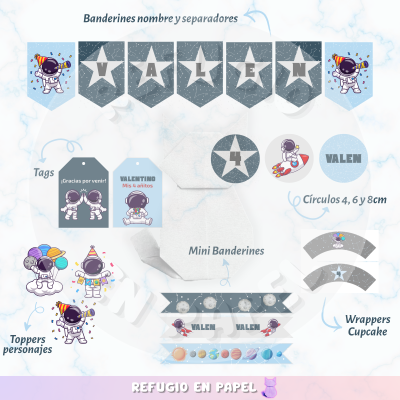 Banderines nombre y separadores
V A L E N
Tags
¡Gracias por venir!
VALENTINO
Mis 4 añitos
4
VALEN
Círculos 4, 6 y 8cm
Mini Banderines
VALEN VALEN
Toppers
personajes
Wrappers
Cupcake
REFUGIO EN PAPEL